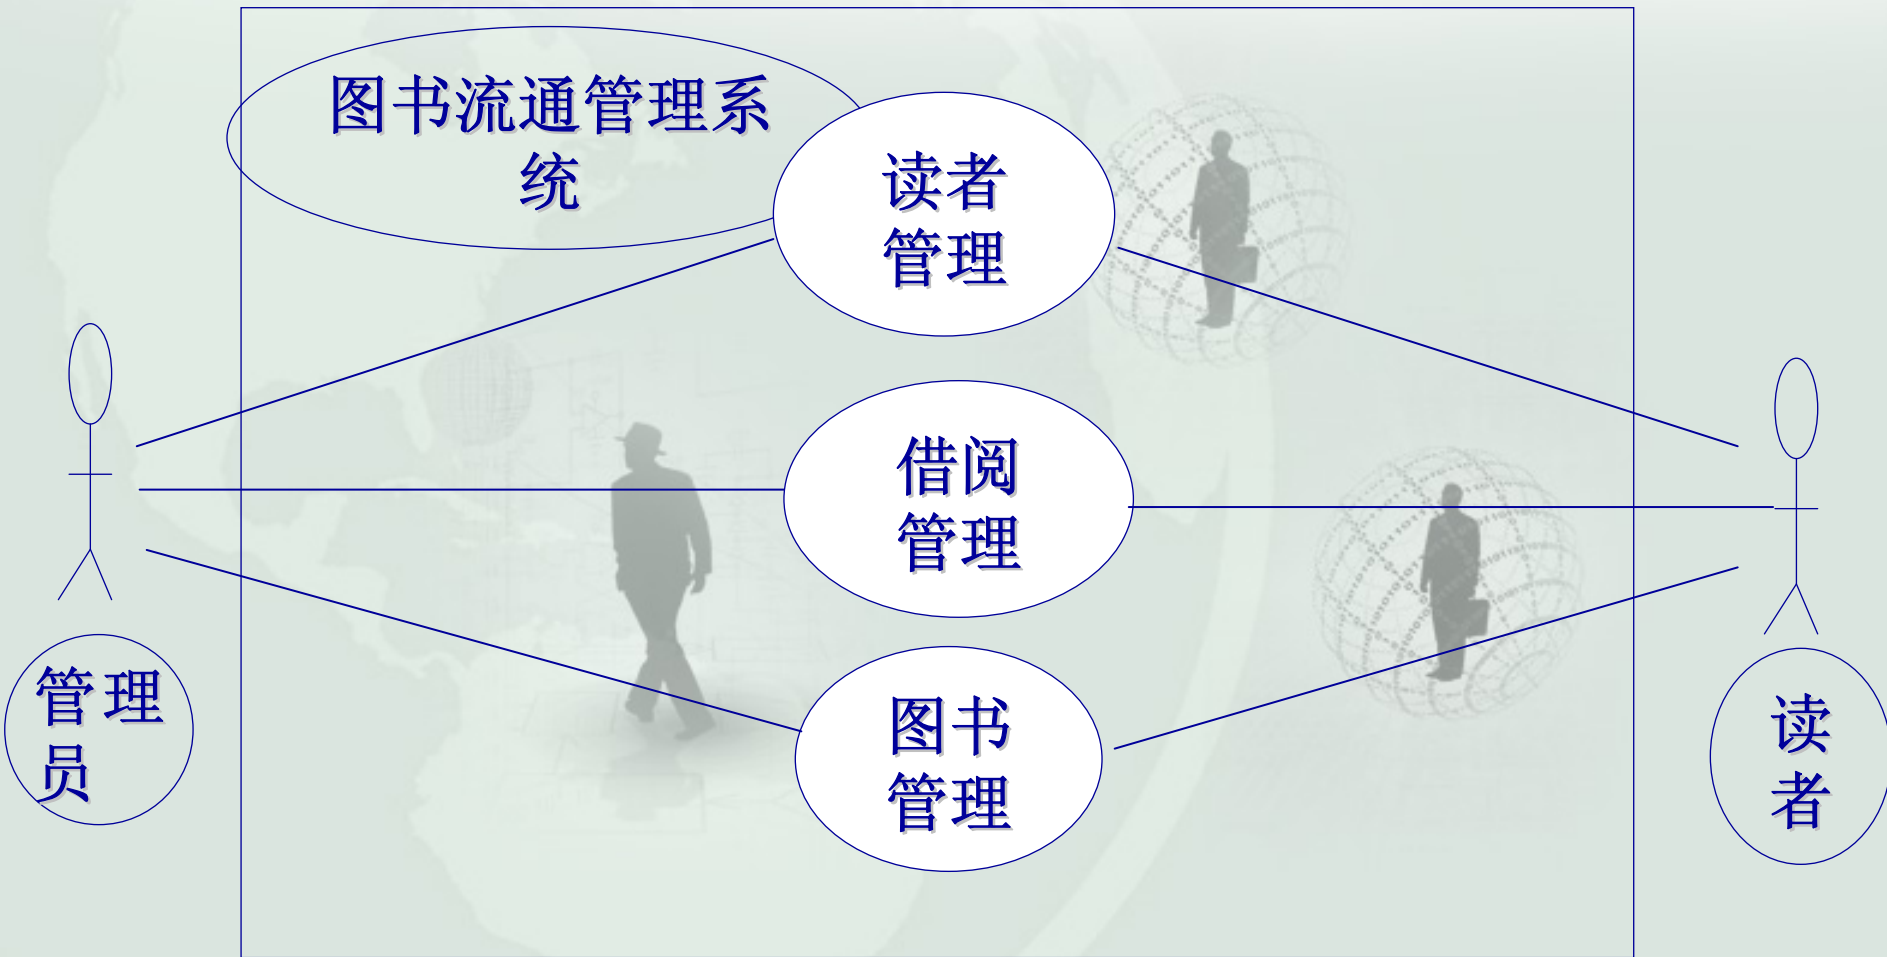 图书流通管理系
统
读者
管理
借阅
管理
图书
管理
管理
员
读
者